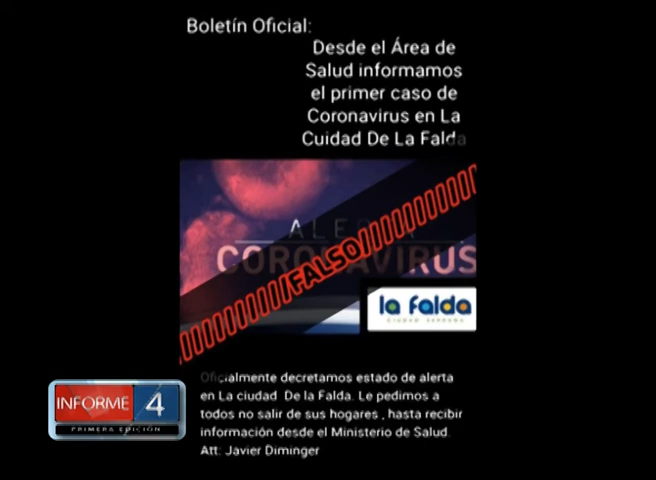 Boletín Oficial:
Desde el Área de
Salud informamos
el primer caso de
Coronavirus en La
Cuidad De La Falda
ALERTA
CORONAVIRUS
FALSO
la falda
CIUDAD SERRANA
Oficialmente decretamos estado de alerta
en La ciudad De la Falda. Le pedimos a
todos no salir de sus hogares , hasta recibir
información desde el Ministerio de Salud.
Att: Javier Diminger
INFORME 4
PRIMERA EDICIÓN